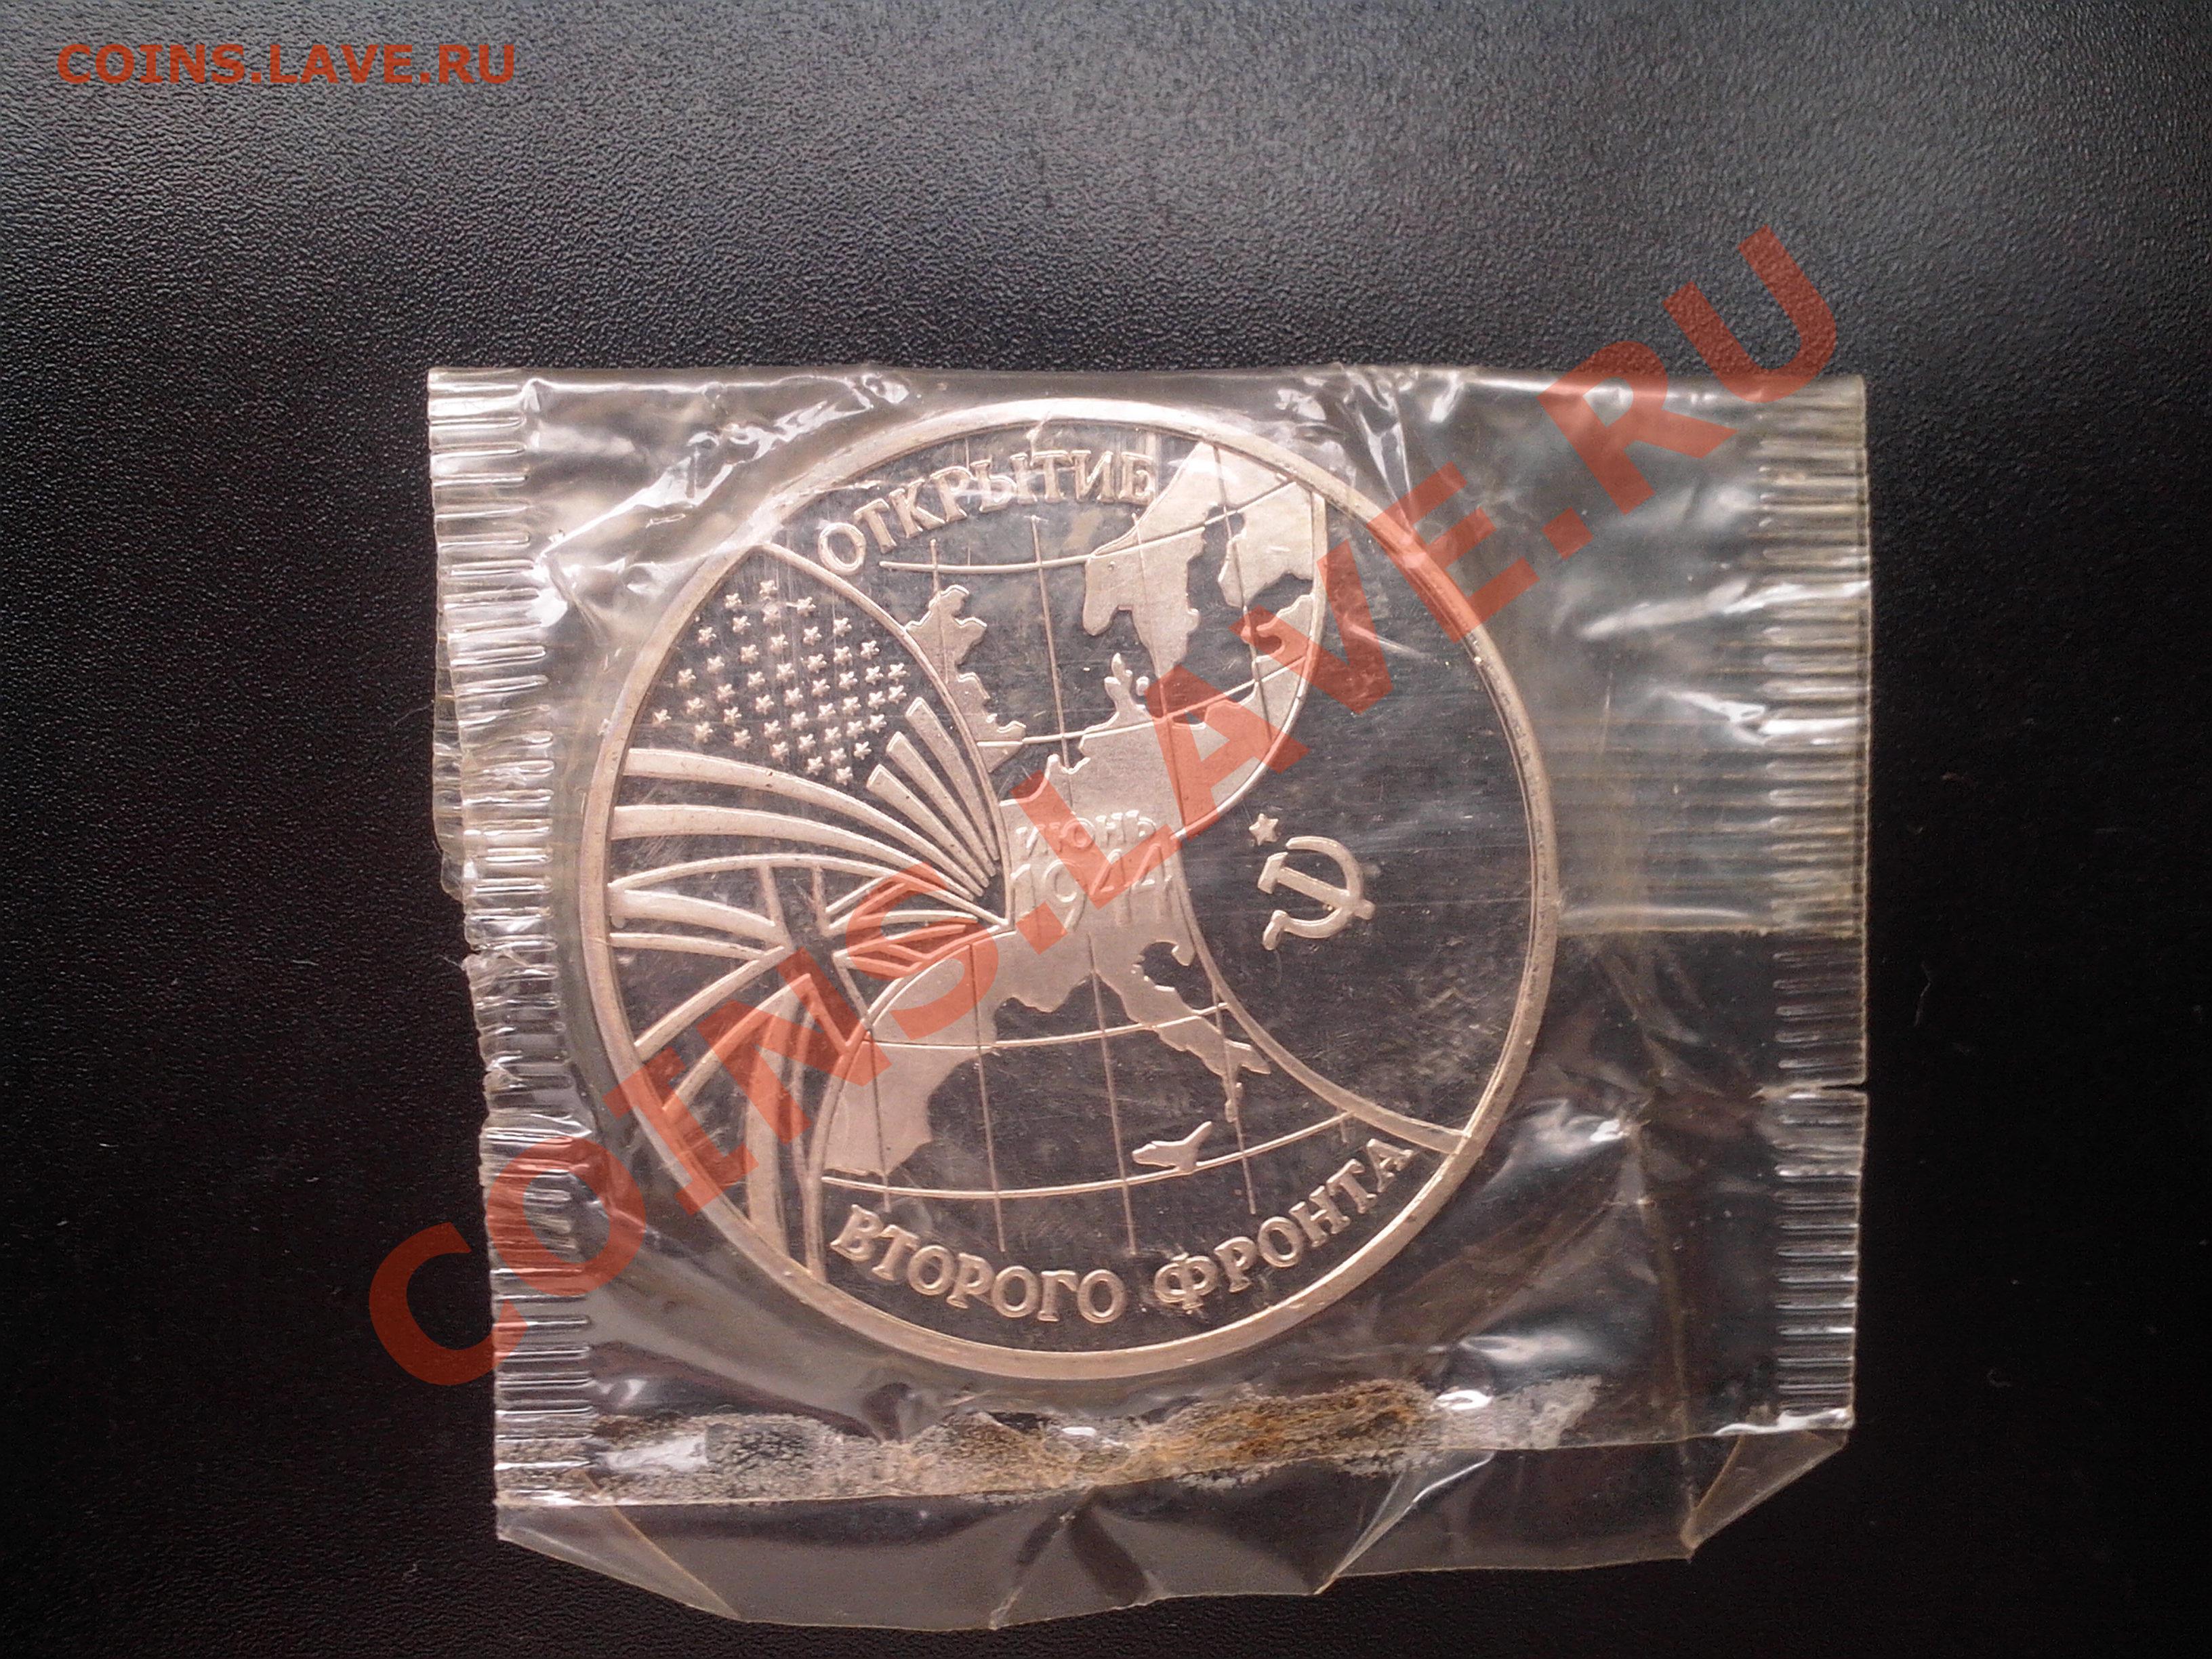 COINS.LAVE.RU
ОТКРЫТИЕ
ИЮНЬ
1944
ВТОРОГО ФРОНТА
COINS.LAVE.RU